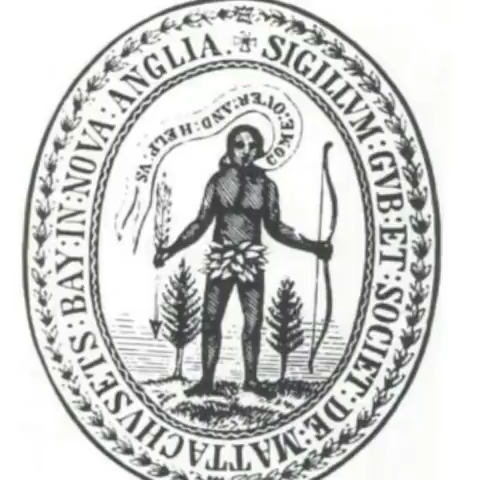 SIGILLVM : GVB : ET : SOCIET : DE : MATTACHVSETS : BAY : IN : NOVA : ANGLIA
COME : OVER : AND : HELP : VS